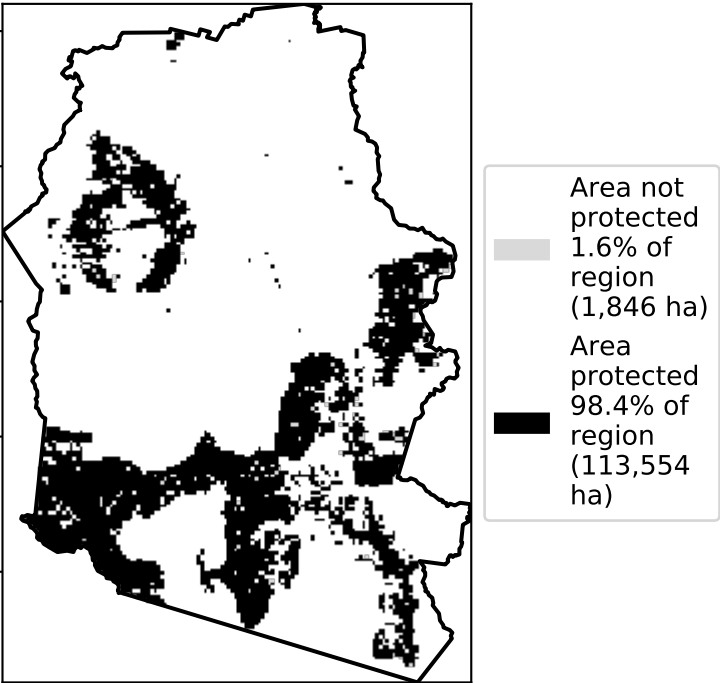 Area not
protected
1.6% of
region
(1,846 ha)
Area
protected
98.4% of
region
(113,554
ha)